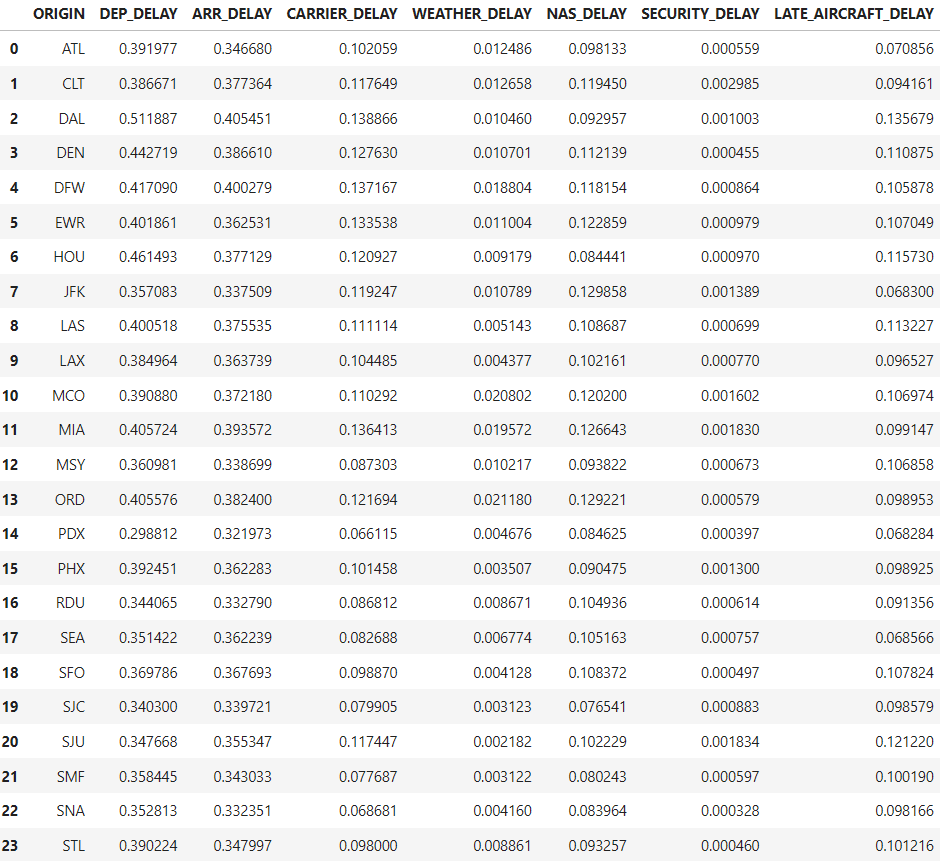 ORIGIN DEP_DELAY ARR_DELAY CARRIER_DELAY WEATHER_DELAY NAS_DELAY SECURITY_DELAY LATE_AIRCRAFT_DELAY
0 ATL 0.391977 0.346680 0.102059 0.012486 0.098133 0.000559 0.070856
1 CLT 0.386671 0.377364 0.117649 0.012658 0.119450 0.002985 0.094161
2 DAL 0.511887 0.405451 0.138866 0.010460 0.092957 0.001003 0.135679
3 DEN 0.442719 0.386610 0.127630 0.010701 0.112139 0.000455 0.110875
4 DFW 0.417090 0.400279 0.137167 0.018804 0.118154 0.000864 0.105878
5 EWR 0.401861 0.362531 0.133538 0.011004 0.122859 0.000979 0.107049
6 HOU 0.461493 0.377129 0.120927 0.009179 0.084441 0.000970 0.115730
7 JFK 0.357083 0.337509 0.119247 0.010789 0.129858 0.001389 0.068300
8 LAS 0.400518 0.375535 0.111114 0.005143 0.108687 0.000699 0.113227
9 LAX 0.384964 0.363739 0.104485 0.004377 0.102161 0.000770 0.096527
10 MCO 0.390880 0.372180 0.110292 0.020802 0.120200 0.001602 0.106974
11 MIA 0.405724 0.393572 0.136413 0.019572 0.126643 0.001830 0.099147
12 MSY 0.360981 0.338699 0.087303 0.010217 0.093822 0.000673 0.106858
13 ORD 0.405576 0.382400 0.121694 0.021180 0.129221 0.000579 0.098953
14 PDX 0.298812 0.321973 0.066115 0.004676 0.084625 0.000397 0.068284
15 PHX 0.392451 0.362283 0.101458 0.003507 0.090475 0.001300 0.098925
16 RDU 0.344065 0.332790 0.086812 0.008671 0.104936 0.000614 0.091356
17 SEA 0.351422 0.362239 0.082688 0.006774 0.105163 0.000757 0.068566
18 SFO 0.369786 0.367693 0.098870 0.004128 0.108372 0.000497 0.107824
19 SJC 0.340300 0.339721 0.079905 0.003123 0.076541 0.000883 0.098579
20 SJU 0.347668 0.355347 0.117447 0.002182 0.102229 0.001834 0.121220
21 SMF 0.358445 0.343033 0.077687 0.003122 0.080243 0.000597 0.100190
22 SNA 0.352813 0.332351 0.068681 0.004160 0.083964 0.000328 0.098166
23 STL 0.390224 0.347997 0.098000 0.008861 0.093257 0.000460 0.101216